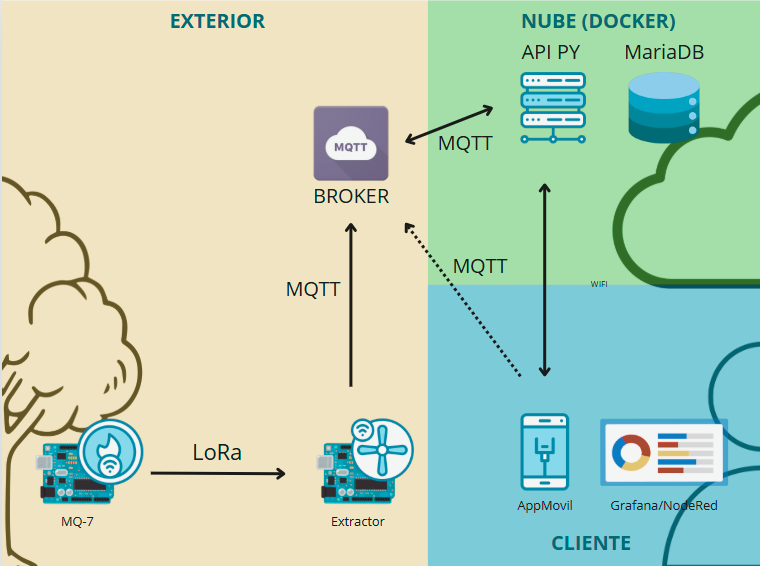 EXTERIOR
NUBE (DOCKER)
API PY
MariaDB
MQTT
BROKER
MQTT
MQTT
MQTT
WIFI
LoRa
MQ-7
Extractor
AppMovil
Grafana/NodeRed
CLIENTE